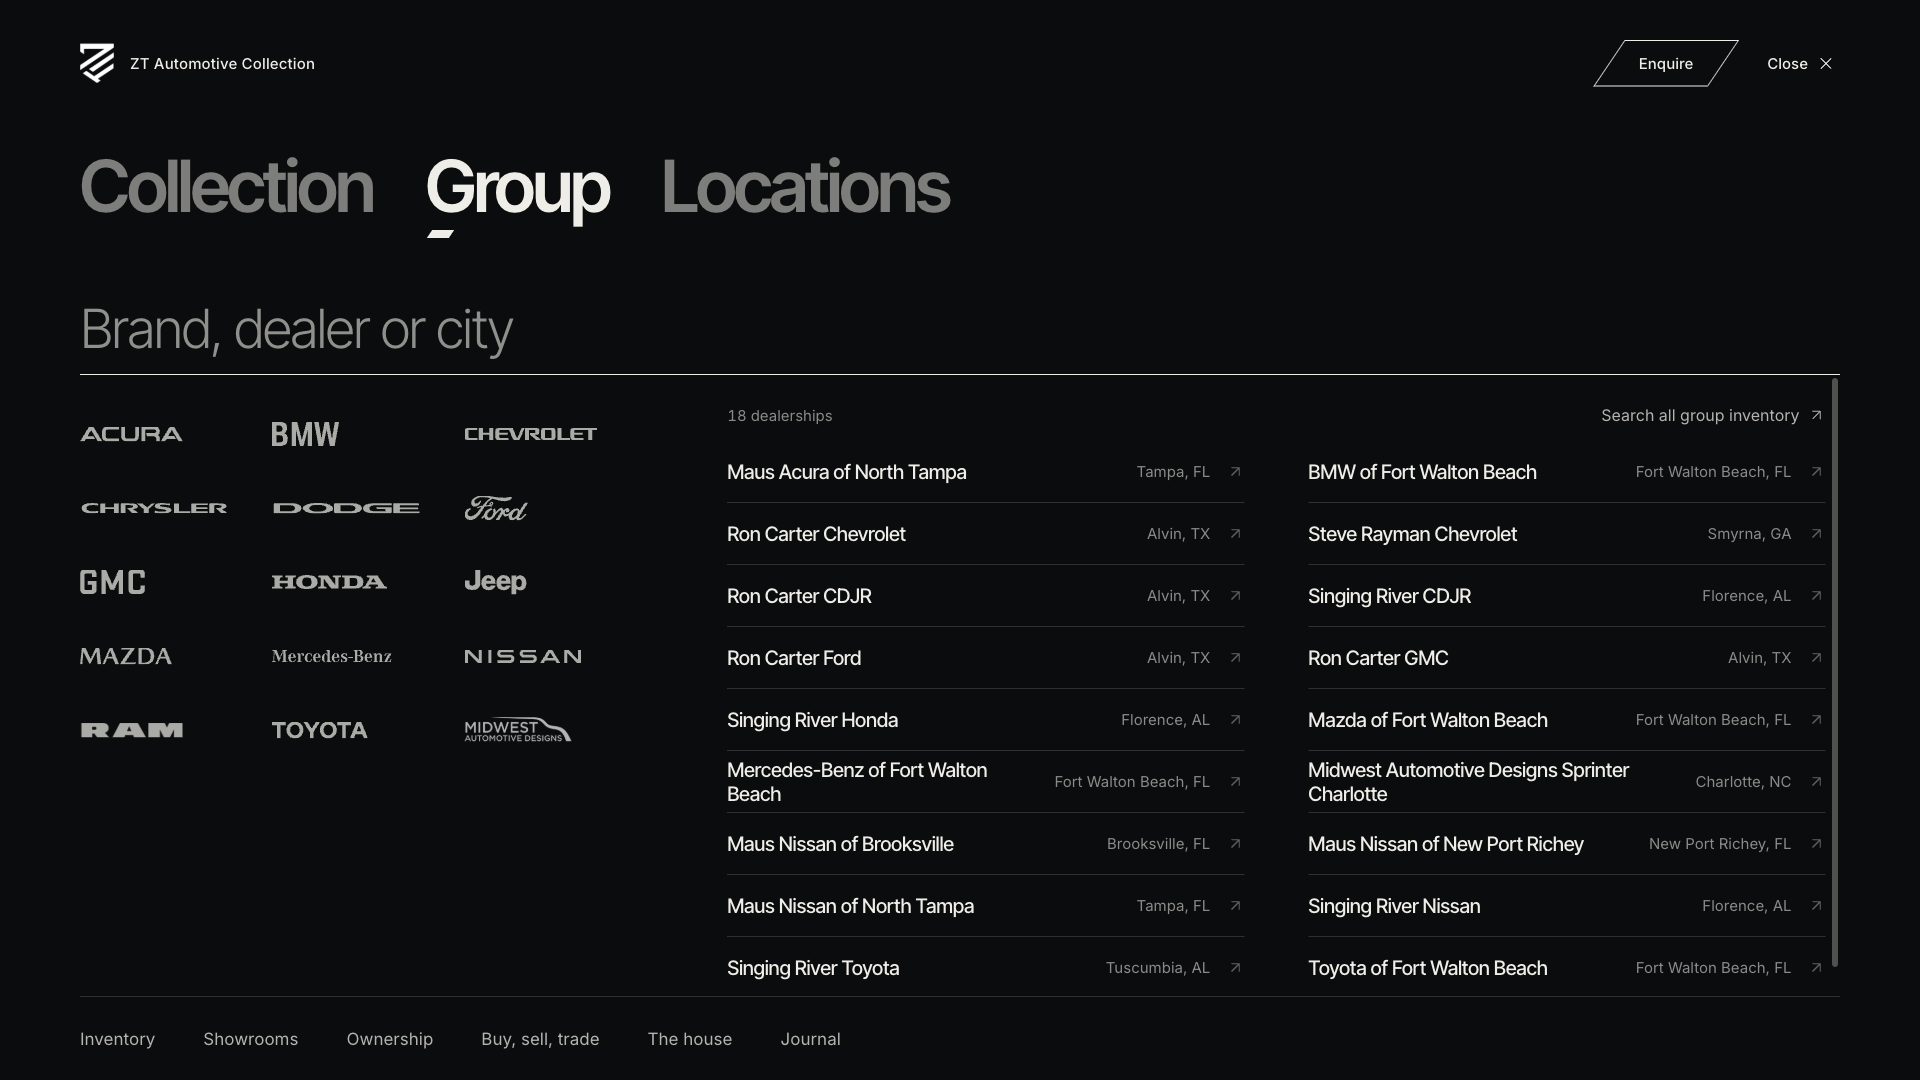 ZT Automotive Collection
Enquire
Close
Collection
Group
Locations
Brand, dealer or city
ACURA
BMW
CHEVROLET
CHRYSLER
DODGE
Ford
GMC
HONDA
Jeep
MAZDA
Mercedes-Benz
NISSAN
RAM
TOYOTA
MIDWEST
AUTOMOTIVE DESIGNS
18 dealerships
Search all group inventory
Maus Acura of North Tampa
Tampa, FL
BMW of Fort Walton Beach
Fort Walton Beach, FL
Ron Carter Chevrolet
Alvin, TX
Steve Rayman Chevrolet
Smyrna, GA
Ron Carter CDJR
Alvin, TX
Singing River CDJR
Florence, AL
Ron Carter Ford
Alvin, TX
Ron Carter GMC
Alvin, TX
Singing River Honda
Florence, AL
Mazda of Fort Walton Beach
Fort Walton Beach, FL
Mercedes-Benz of Fort Walton
Beach
Fort Walton Beach, FL
Midwest Automotive Designs Sprinter
Charlotte
Charlotte, NC
Maus Nissan of Brooksville
Brooksville, FL
Maus Nissan of New Port Richey
New Port Richey, FL
Maus Nissan of North Tampa
Tampa, FL
Singing River Nissan
Florence, AL
Singing River Toyota
Tuscumbia, AL
Toyota of Fort Walton Beach
Fort Walton Beach, FL
Inventory
Showrooms
Ownership
Buy, sell, trade
The house
Journal